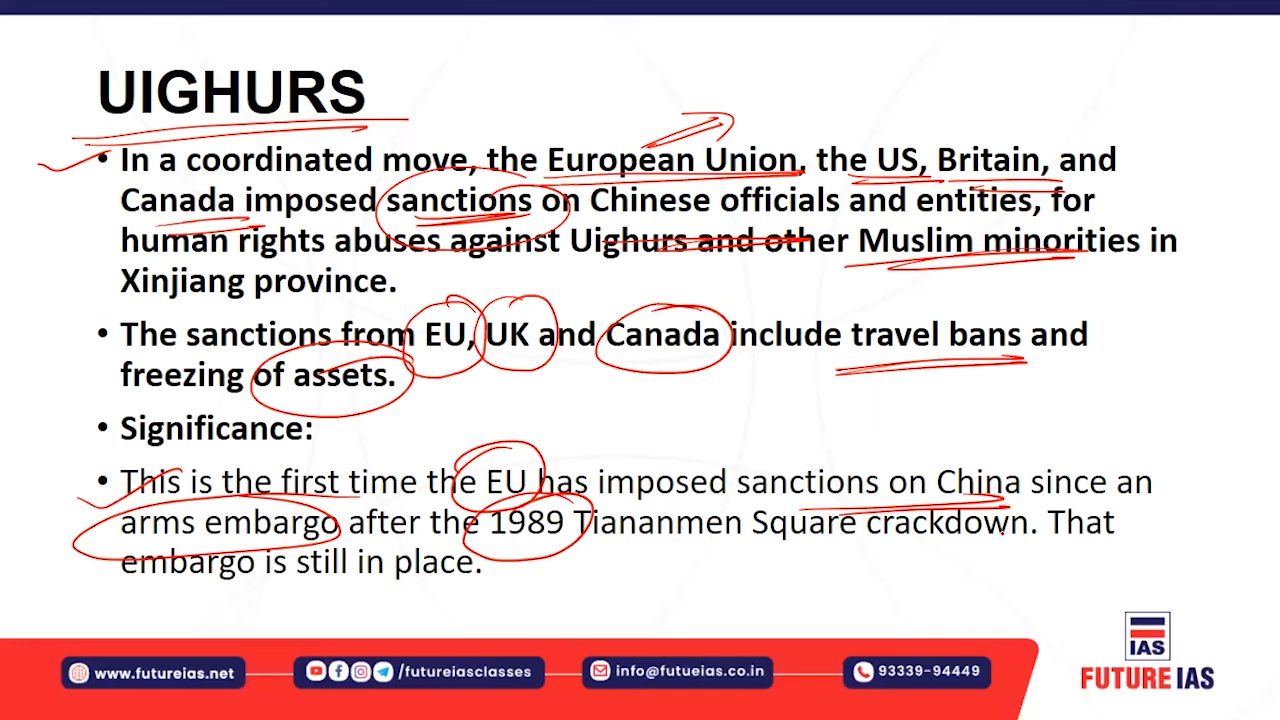 UIGHURS
• In a coordinated move, the European Union, the US, Britain, and
Canada imposed sanctions on Chinese officials and entities, for
human rights abuses against Uighurs and other Muslim minorities in
Xinjiang province.
• The sanctions from EU, UK and Canada include travel bans and
freezing of assets.
• Significance:
• This is the first time the EU has imposed sanctions on China since an
arms embargo after the 1989 Tiananmen Square crackdown. That
embargo is still in place.
IAS
www.futureias.net
/futureiasclasses
info@futueias.co.in
93339-94449
FUTURE IAS